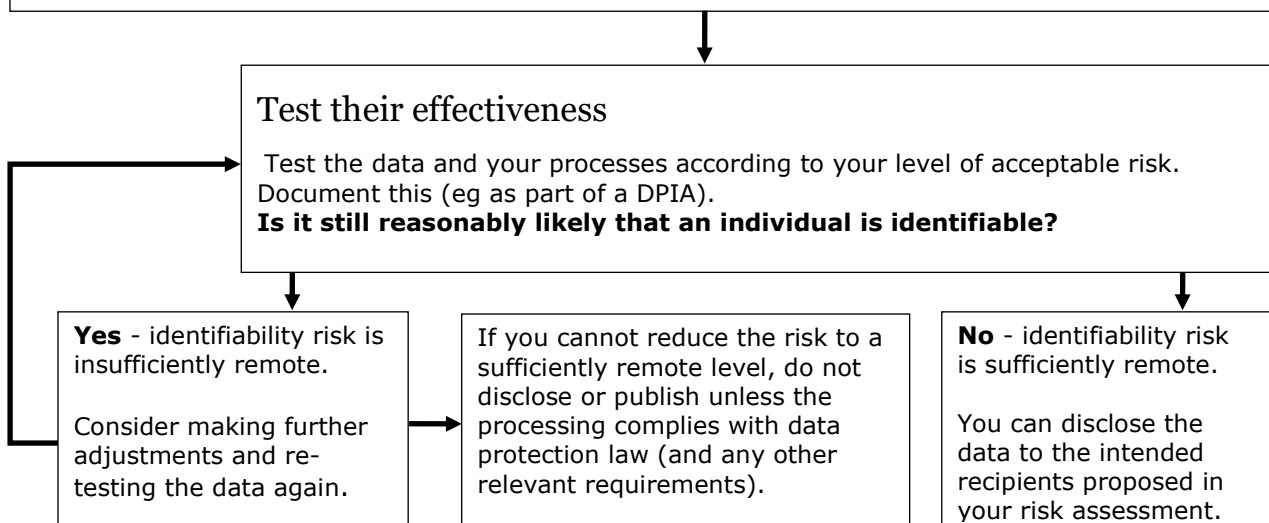 Test their effectiveness
Test the data and your processes according to your level of acceptable risk.
Document this (eg as part of a DPIA).
Is it still reasonably likely that an individual is identifiable?
Yes - identifiability risk is
insufficiently remote.
Consider making further
adjustments and re-
testing the data again.
If you cannot reduce the risk to a
sufficiently remote level, do not
disclose or publish unless the
processing complies with data
protection law (and any other
relevant requirements).
No - identifiability risk
is sufficiently remote.
You can disclose the
data to the intended
recipients proposed in
your risk assessment.